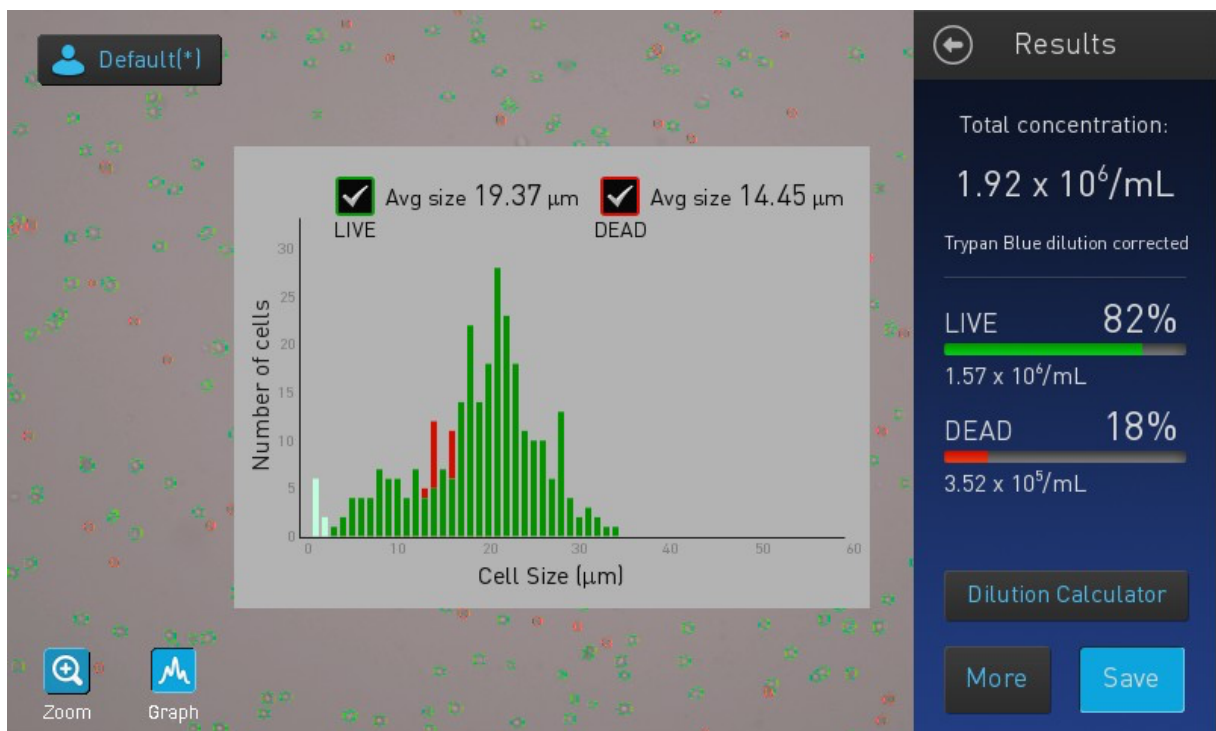 Default(*)
Results
Total concentration:
1.92 x 10⁶/mL
Trypan Blue dilution corrected
LIVE 82%
1.57 x 10⁶/mL
DEAD 18%
3.52 x 10⁵/mL
Dilution Calculator
More
Save
Avg size 19.37 μm
LIVE
Avg size 14.45 μm
DEAD
Number of cells
30
25
20
15
10
5
0
0 10 20 30 40 50 60
Cell Size (μm)
Zoom
Graph